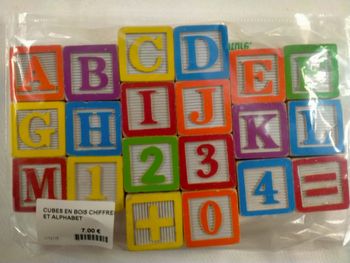 A B C D E F
G H I J K L
M 1 2 3 4 =
+ 0
CUBES EN BOIS CHIFFRE
ET ALPHABET
7,00 €